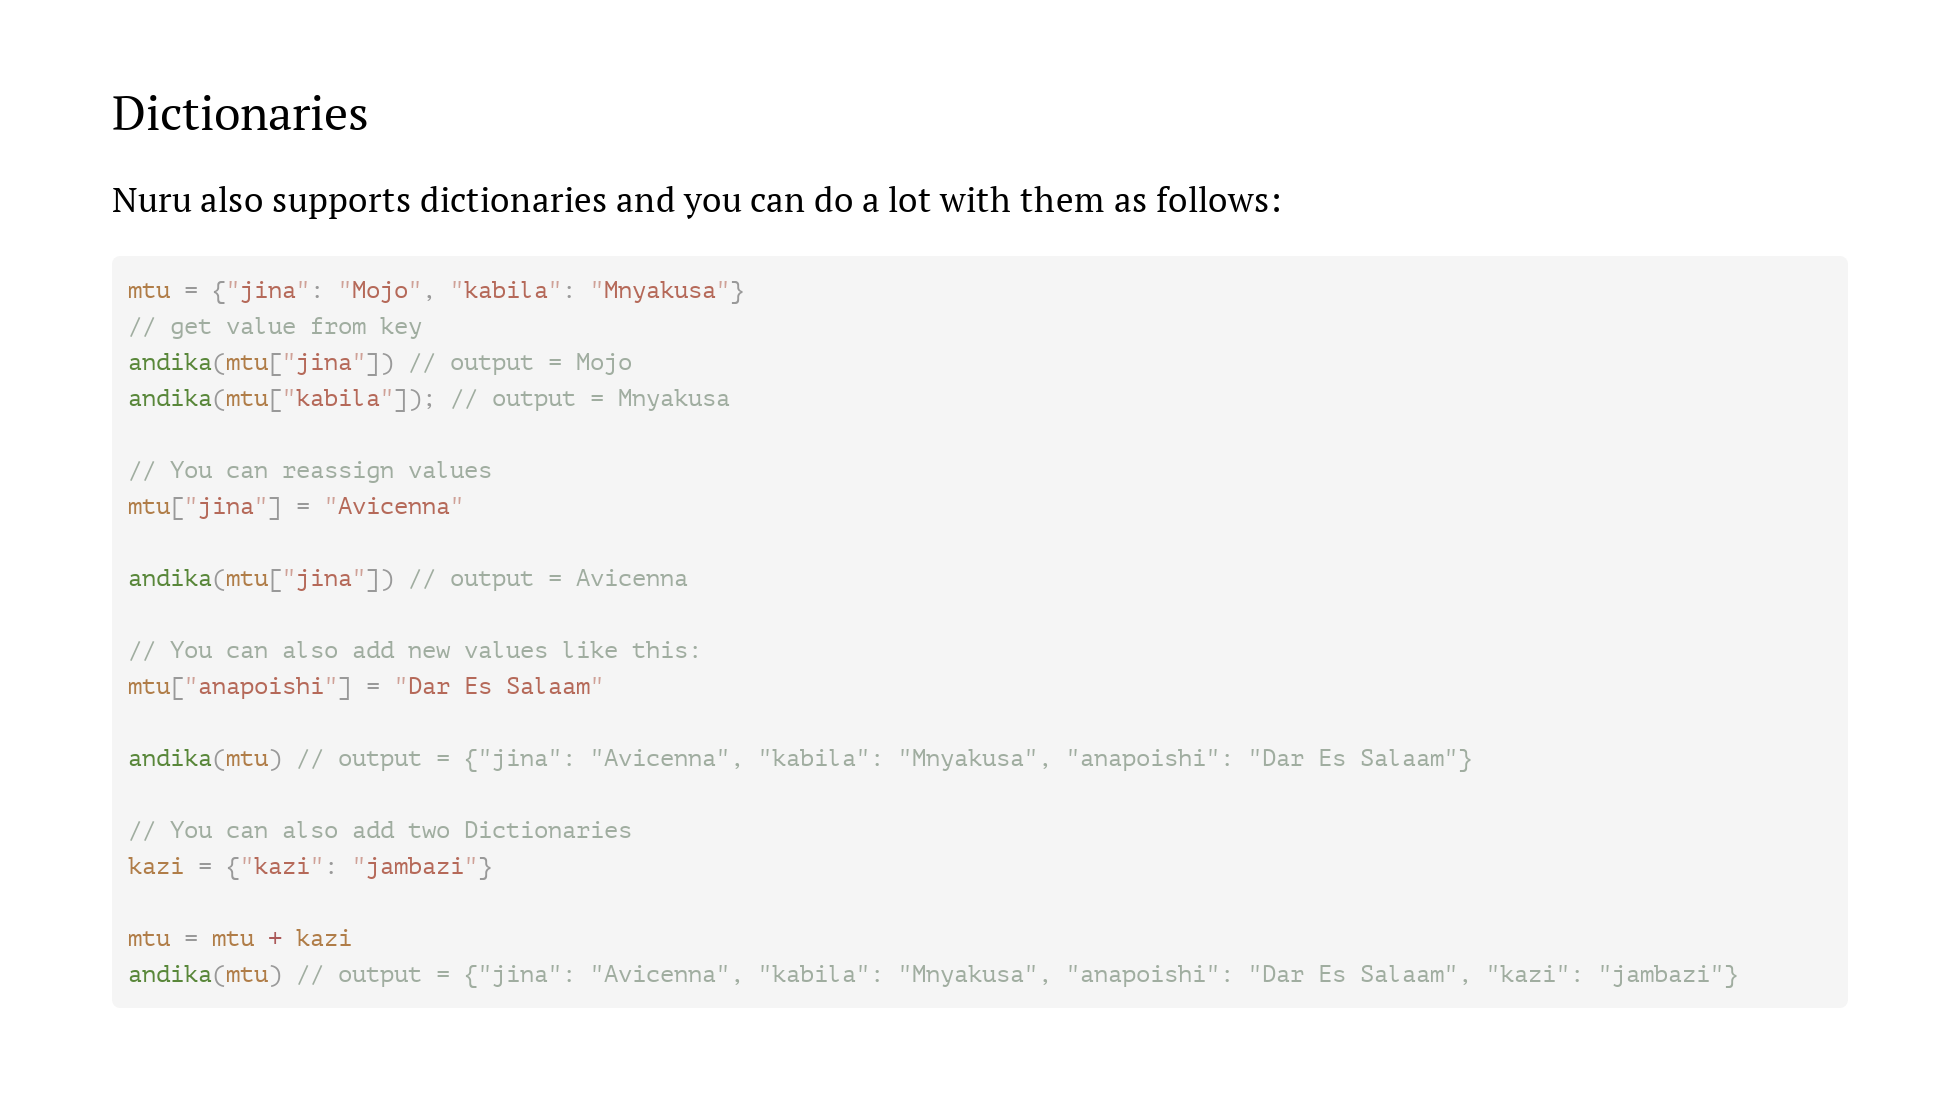 Dictionaries
Nuru also supports dictionaries and you can do a lot with them as follows:
mtu = {"jina": "Mojo", "kabila": "Mnyakusa"}
// get value from key
andika(mtu["jina"]) // output = Mojo
andika(mtu["kabila"]); // output = Mnyakusa
// You can reassign values
mtu["jina"] = "Avicenna"
andika(mtu["jina"]) // output = Avicenna
// You can also add new values like this:
mtu["anapoishi"] = "Dar Es Salaam"
andika(mtu) // output = {"jina": "Avicenna", "kabila": "Mnyakusa", "anapoishi": "Dar Es Salaam"}
// You can also add two Dictionaries
kazi = {"kazi": "jambazi"}
mtu = mtu + kazi
andika(mtu) // output = {"jina": "Avicenna", "kabila": "Mnyakusa", "anapoishi": "Dar Es Salaam", "kazi": "jambazi"}